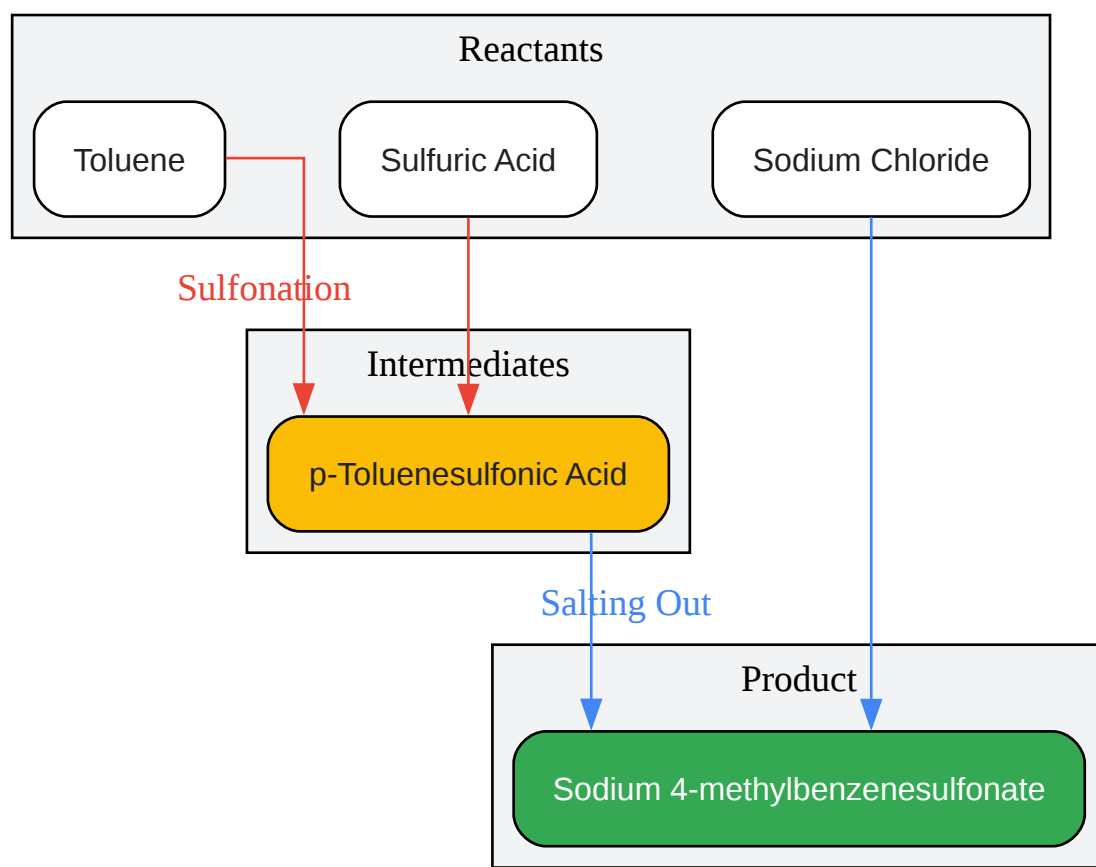 Reactants
Toluene
Sulfuric Acid
Sodium Chloride
Sulfonation
Intermediates
p-Toluenesulfonic Acid
Salting Out
Product
Sodium 4-methylbenzenesulfonate